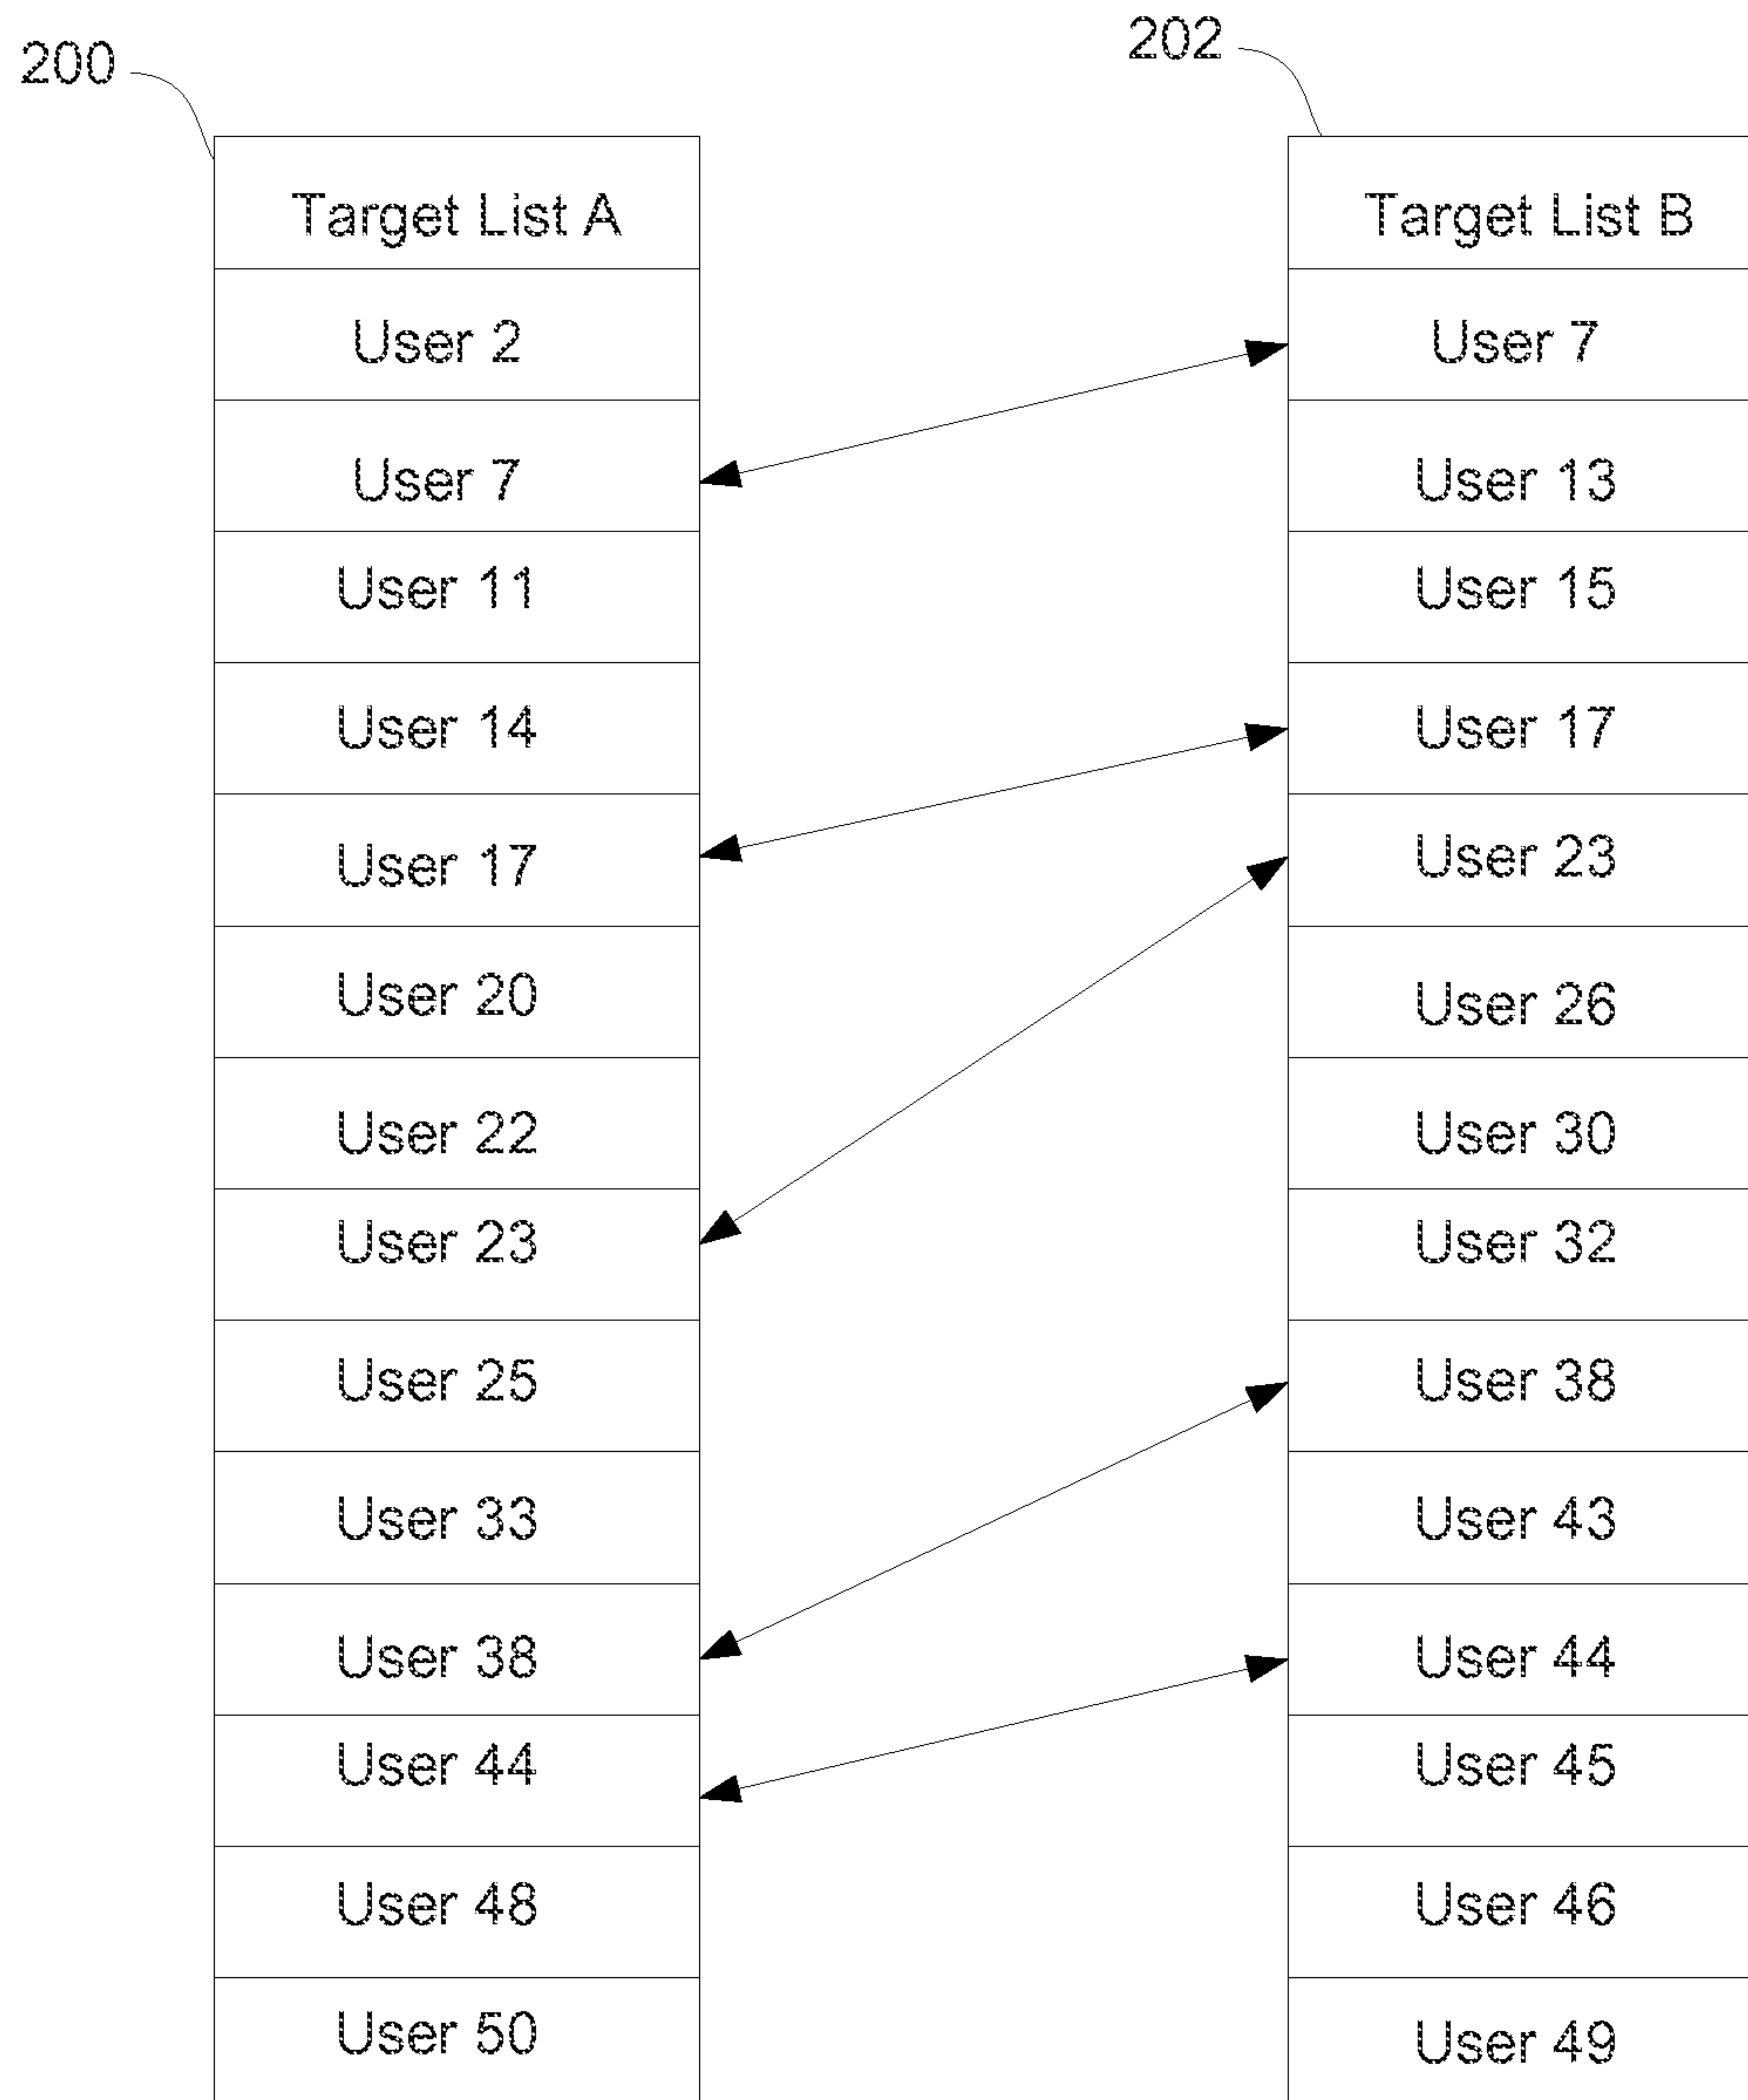 200
202
Target List A
Target List B
User 2
User 7
User 7
User 13
User 11
User 15
User 14
User 17
User 17
User 23
User 20
User 26
User 22
User 30
User 23
User 32
User 25
User 38
User 33
User 43
User 38
User 44
User 44
User 45
User 48
User 46
User 50
User 49